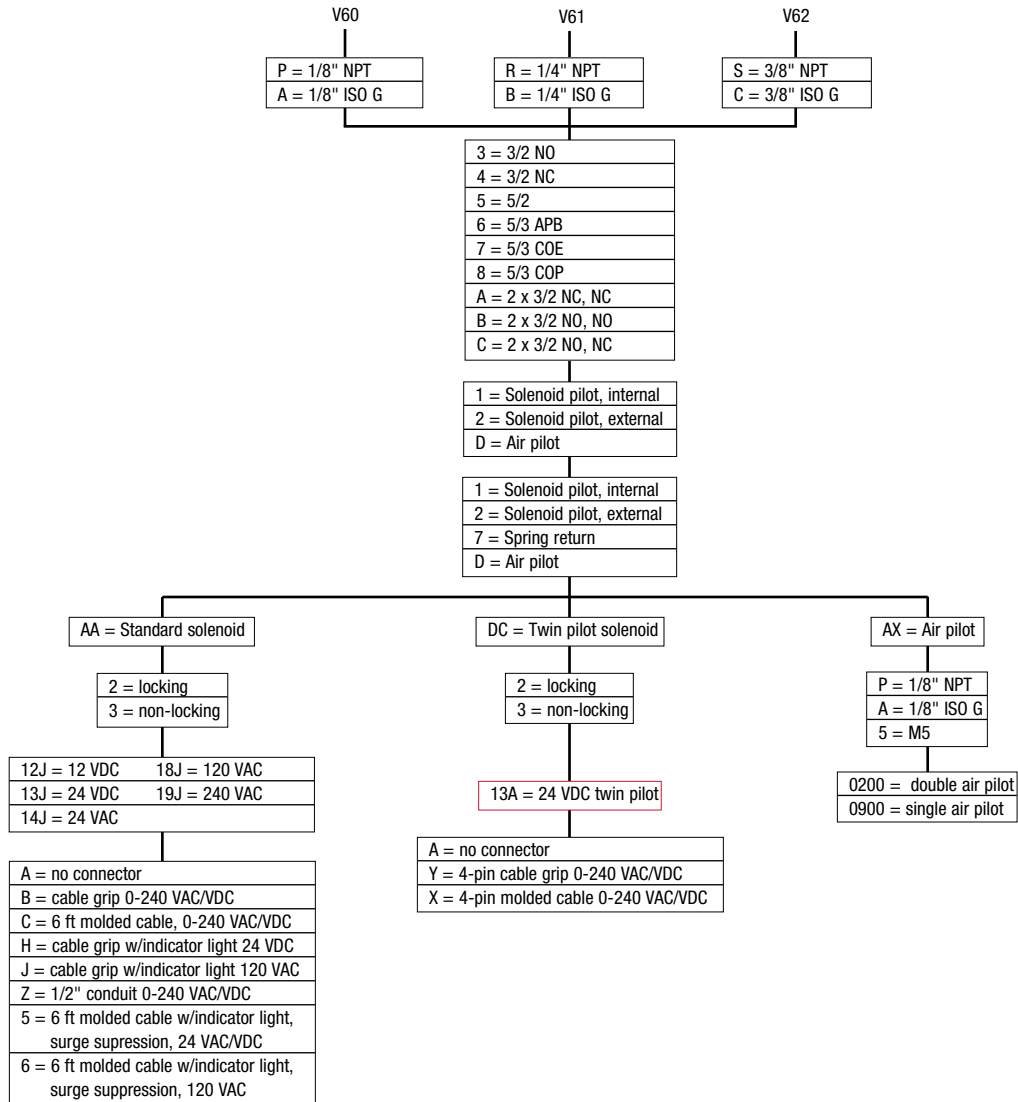 V60
V61
V62
P = 1/8" NPT
A = 1/8" ISO G
R = 1/4" NPT
B = 1/4" ISO G
S = 3/8" NPT
C = 3/8" ISO G
3 = 3/2 NO
4 = 3/2 NC
5 = 5/2
6 = 5/3 APB
7 = 5/3 COE
8 = 5/3 COP
A = 2 x 3/2 NC, NC
B = 2 x 3/2 NO, NO
C = 2 x 3/2 NO, NC
1 = Solenoid pilot, internal
2 = Solenoid pilot, external
D = Air pilot
1 = Solenoid pilot, internal
2 = Solenoid pilot, external
7 = Spring return
D = Air pilot
AA = Standard solenoid
2 = locking
3 = non-locking
12J = 12 VDC 18J = 120 VAC
13J = 24 VDC 19J = 240 VAC
14J = 24 VAC
A = no connector
B = cable grip 0-240 VAC/VDC
C = 6 ft molded cable, 0-240 VAC/VDC
H = cable grip w/indicator light 24 VDC
J = cable grip w/indicator light 120 VAC
Z = 1/2" conduit 0-240 VAC/VDC
5 = 6 ft molded cable w/indicator light,
surge supression, 24 VAC/VDC
6 = 6 ft molded cable w/indicator light,
surge suppression, 120 VAC
DC = Twin pilot solenoid
2 = locking
3 = non-locking
13A = 24 VDC twin pilot
A = no connector
Y = 4-pin cable grip 0-240 VAC/VDC
X = 4-pin molded cable 0-240 VAC/VDC
AX = Air pilot
P = 1/8" NPT
A = 1/8" ISO G
5 = M5
0200 = double air pilot
0900 = single air pilot